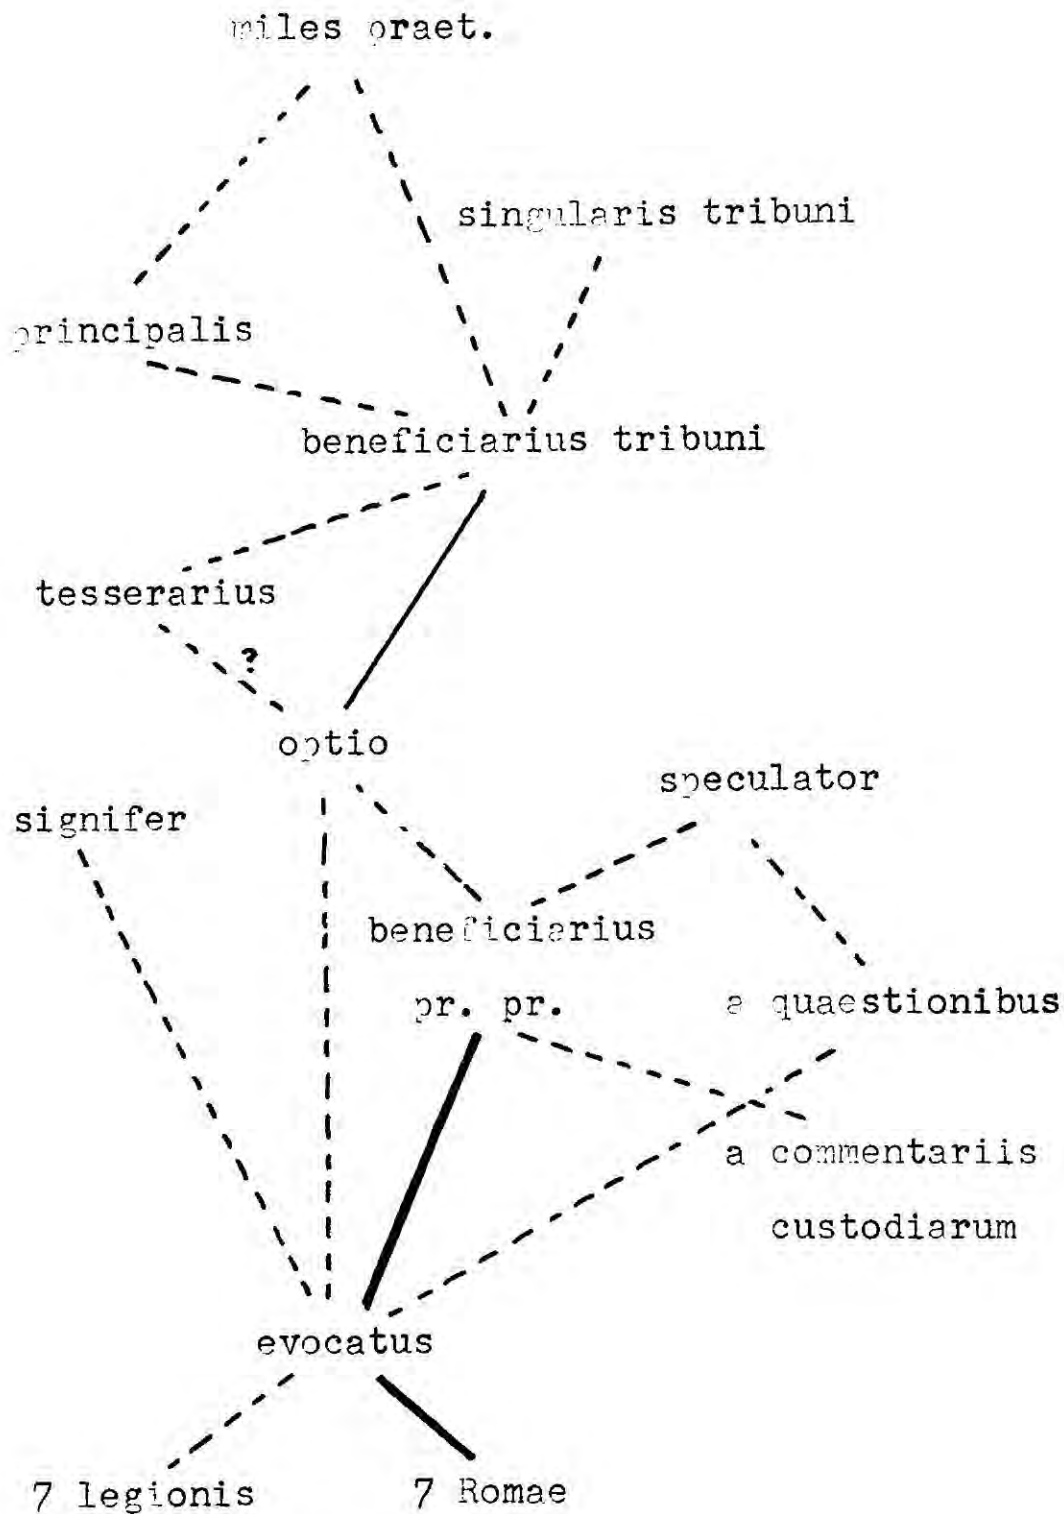 miles praet.
singularis tribuni
principalis
beneficiarius tribuni
tesserarius
?
optio
speculator
signifer
beneficiarius
pr. pr.
a quaestionibus
a commentariis
custodiarum
evocatus
7 legionis
7 Romae